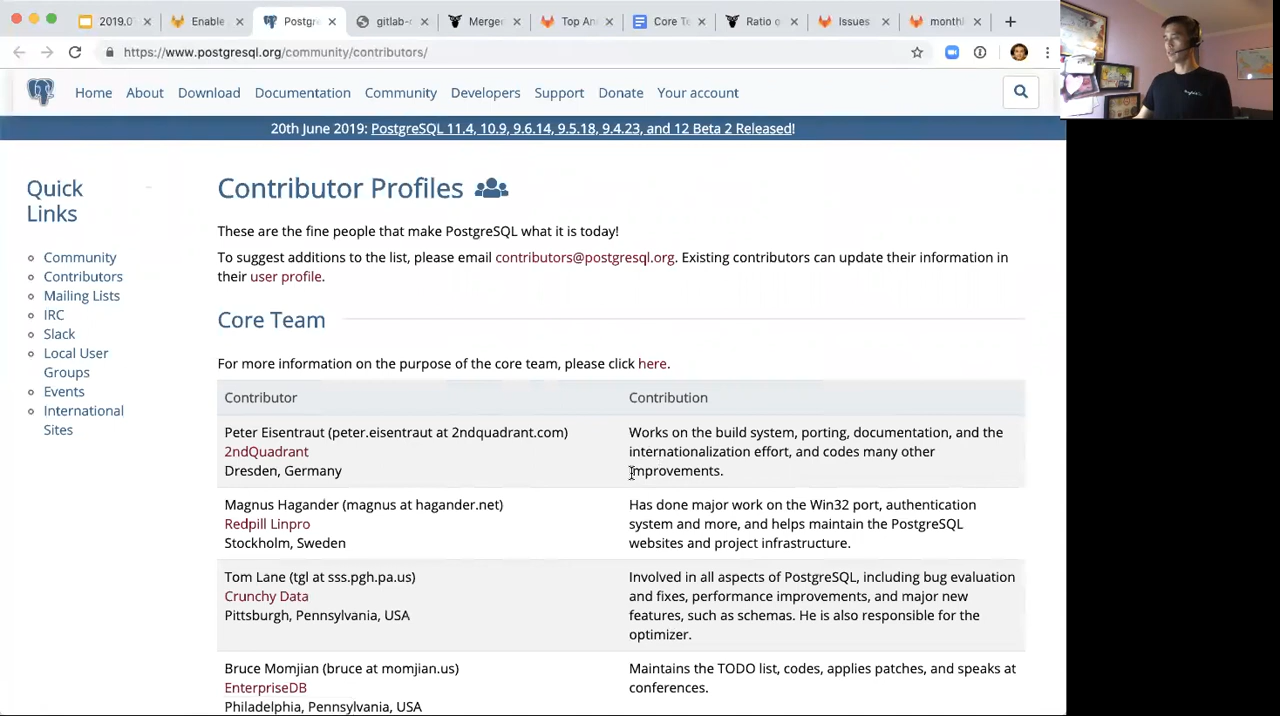 2019.0
Enable
Postgre
gitlab-
Merger
Top An
Core Te
Ratio o
Issues
month
https://www.postgresql.org/community/contributors/
Home
About
Download
Documentation
Community
Developers
Support
Donate
Your account
20th June 2019: PostgreSQL 11.4, 10.9, 9.6.14, 9.5.18, 9.4.23, and 12 Beta 2 Released!
Quick
Links
Community
Contributors
Mailing Lists
IRC
Slack
Local User
Groups
Events
International
Sites
Contributor Profiles
These are the fine people that make PostgreSQL what it is today!
To suggest additions to the list, please email contributors@postgresql.org. Existing contributors can update their information in
their user profile.
Core Team
For more information on the purpose of the core team, please click here.
Contributor
Contribution
Peter Eisentraut (peter.eisentraut at 2ndquadrant.com)
2ndQuadrant
Dresden, Germany
Works on the build system, porting, documentation, and the
internationalization effort, and codes many other
improvements.
Magnus Hagander (magnus at hagander.net)
Redpill Linpro
Stockholm, Sweden
Has done major work on the Win32 port, authentication
system and more, and helps maintain the PostgreSQL
websites and project infrastructure.
Tom Lane (tgl at sss.pgh.pa.us)
Crunchy Data
Pittsburgh, Pennsylvania, USA
Involved in all aspects of PostgreSQL, including bug evaluation
and fixes, performance improvements, and major new
features, such as schemas. He is also responsible for the
optimizer.
Bruce Momjian (bruce at momjian.us)
EnterpriseDB
Philadelphia, Pennsylvania, USA
Maintains the TODO list, codes, applies patches, and speaks at
conferences.